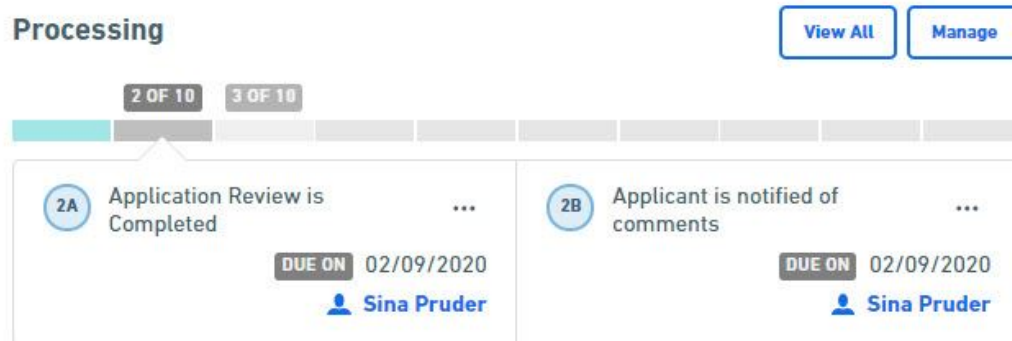 Processing
View All
Manage
2 OF 10
3 OF 10
2A
Application Review is
Completed
...
DUE ON 02/09/2020
Sina Pruder
2B
Applicant is notified of
comments
...
DUE ON 02/09/2020
Sina Pruder